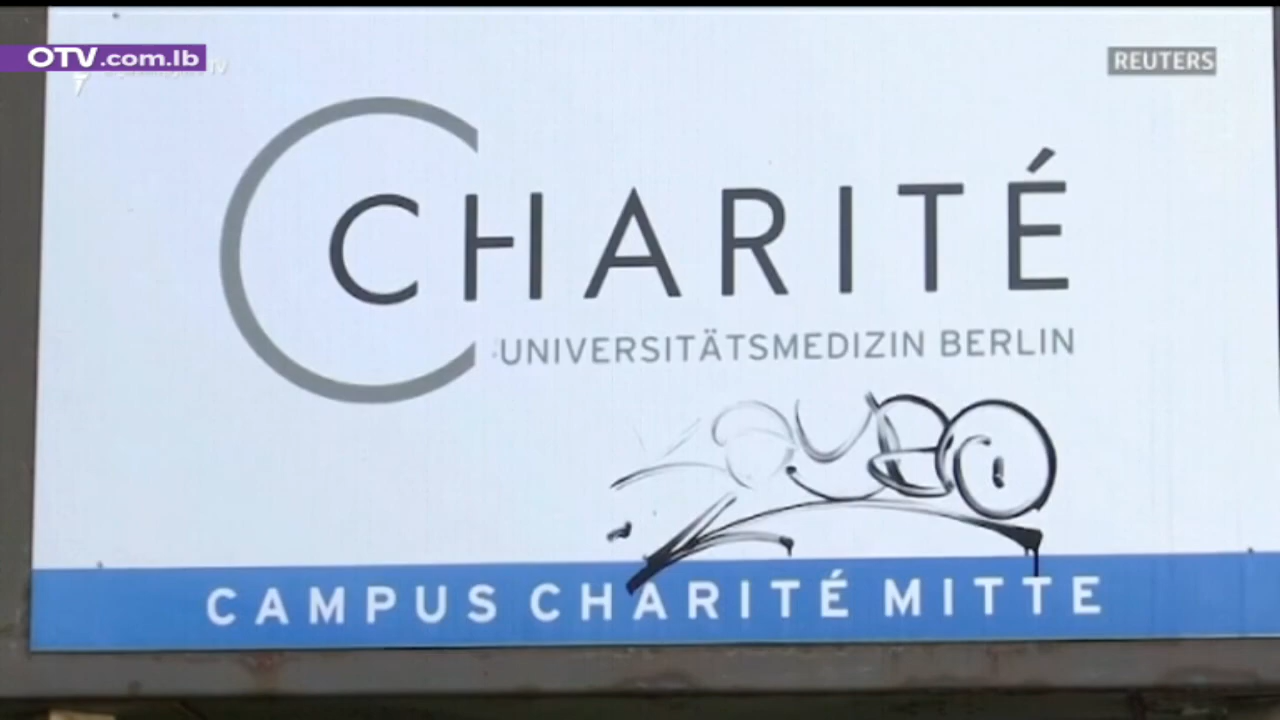 OTV.com.lb
REUTERS
CHARITÉ
UNIVERSITÄTSMEDIZIN BERLIN
CAMPUS CHARITÉ MITTE